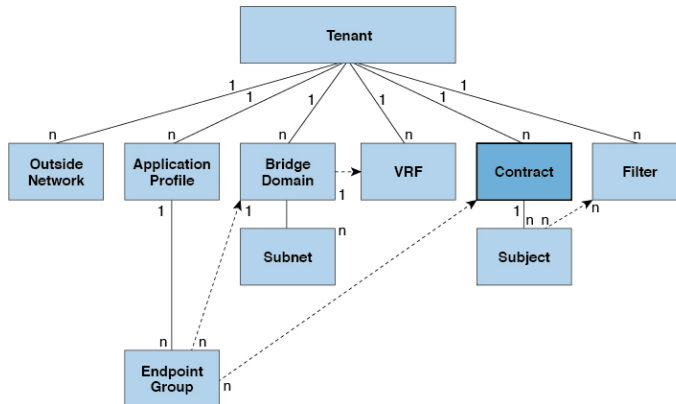 Tenant
1 1 1 1 1 1
n n n n n n
Outside Network
Application Profile
Bridge Domain
VRF
Contract
Filter
1 1 1 1 n n n
n
Subnet
Subject
n n
n
Endpoint Group